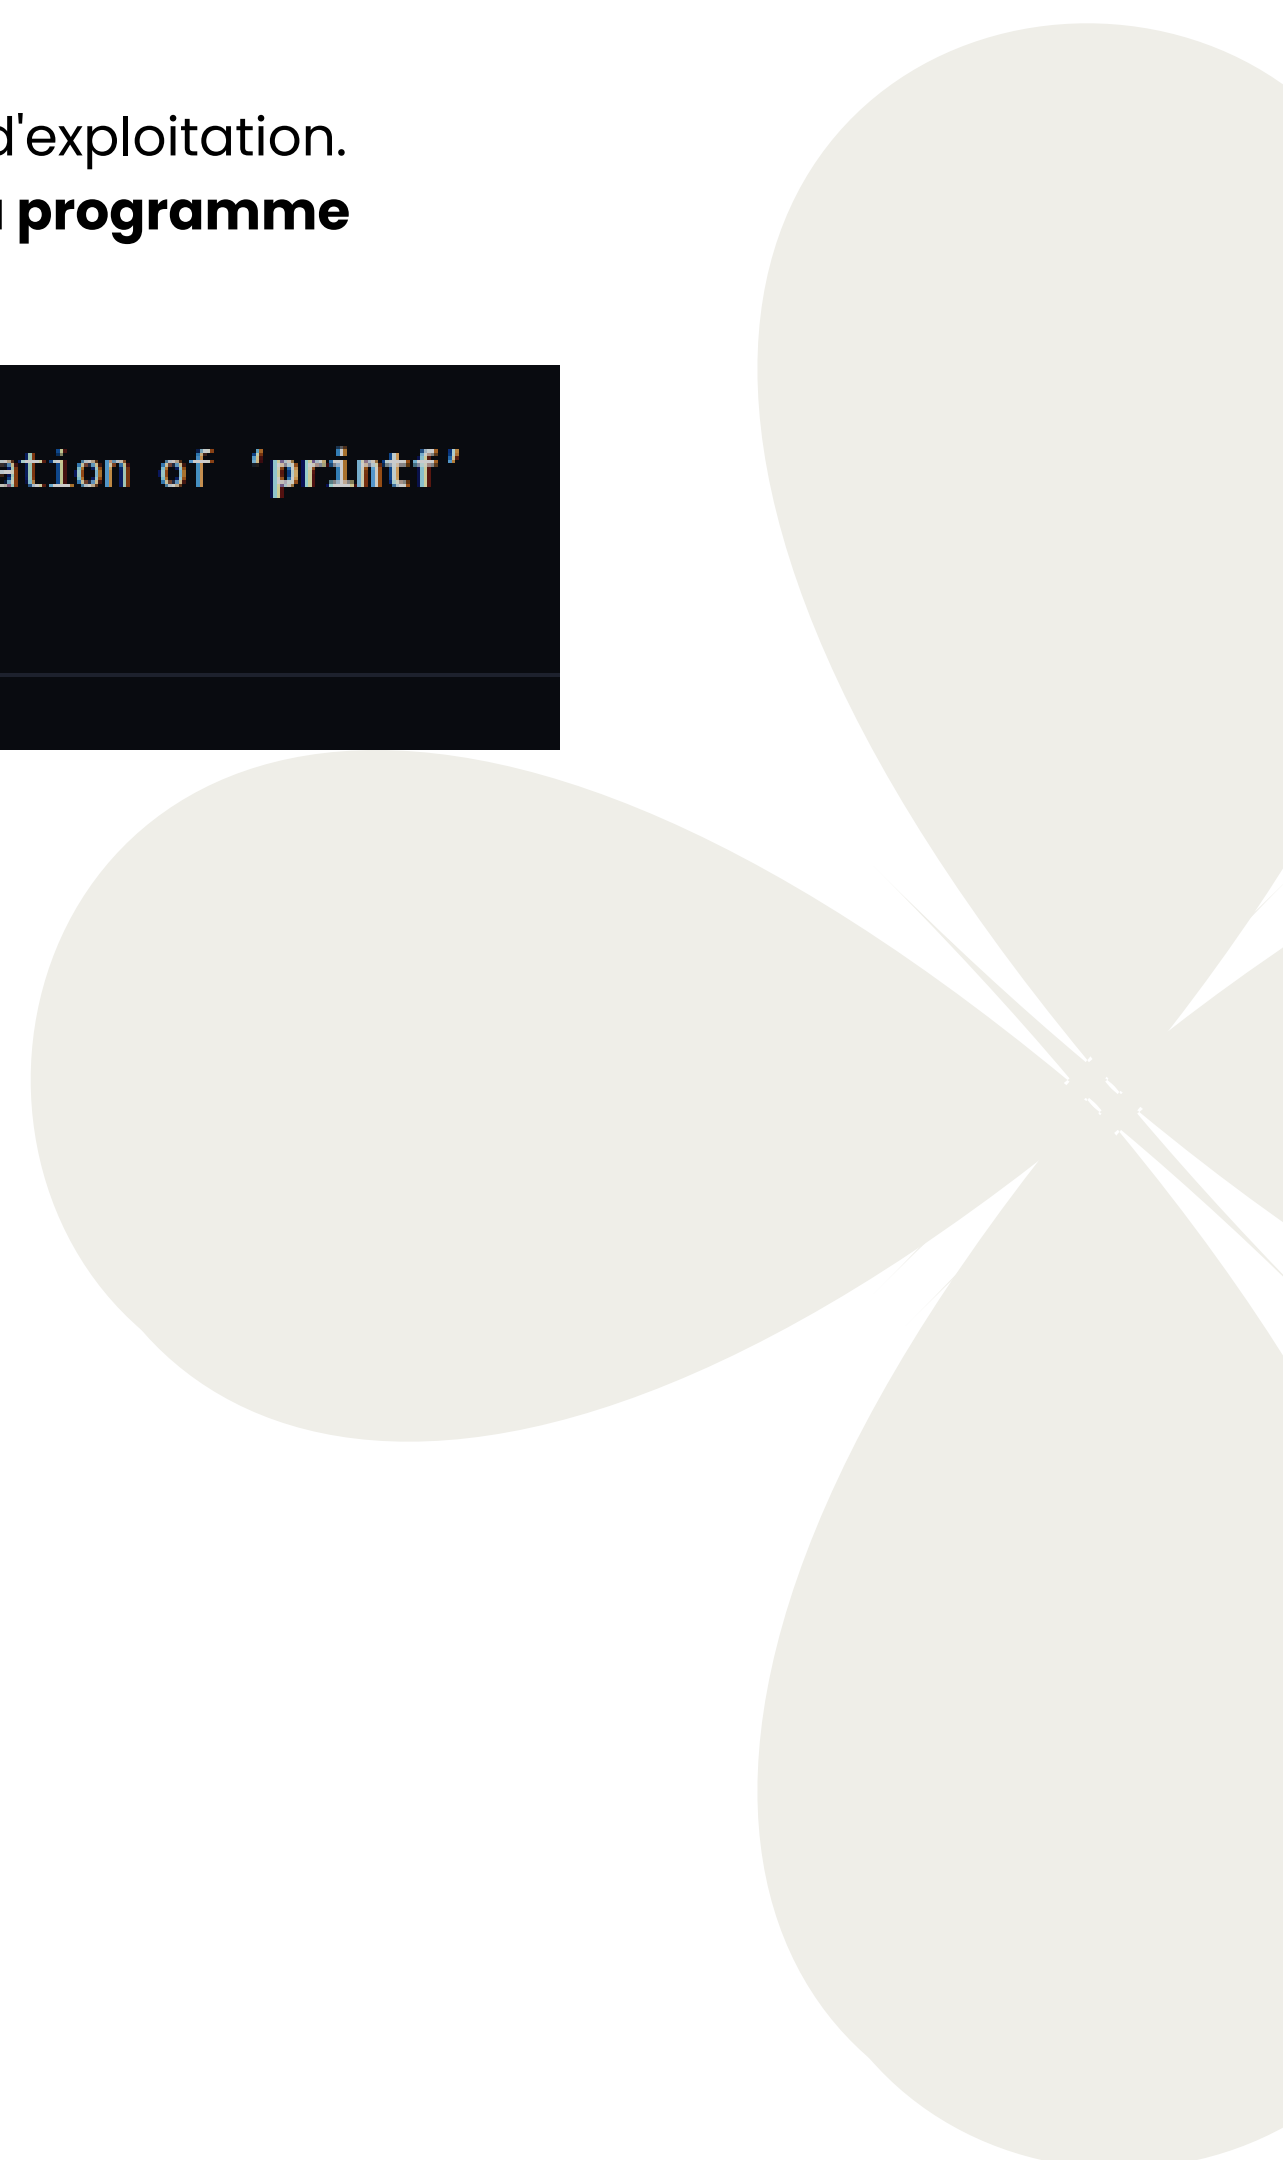 d'exploitation.
programme
ation of ‘printf’